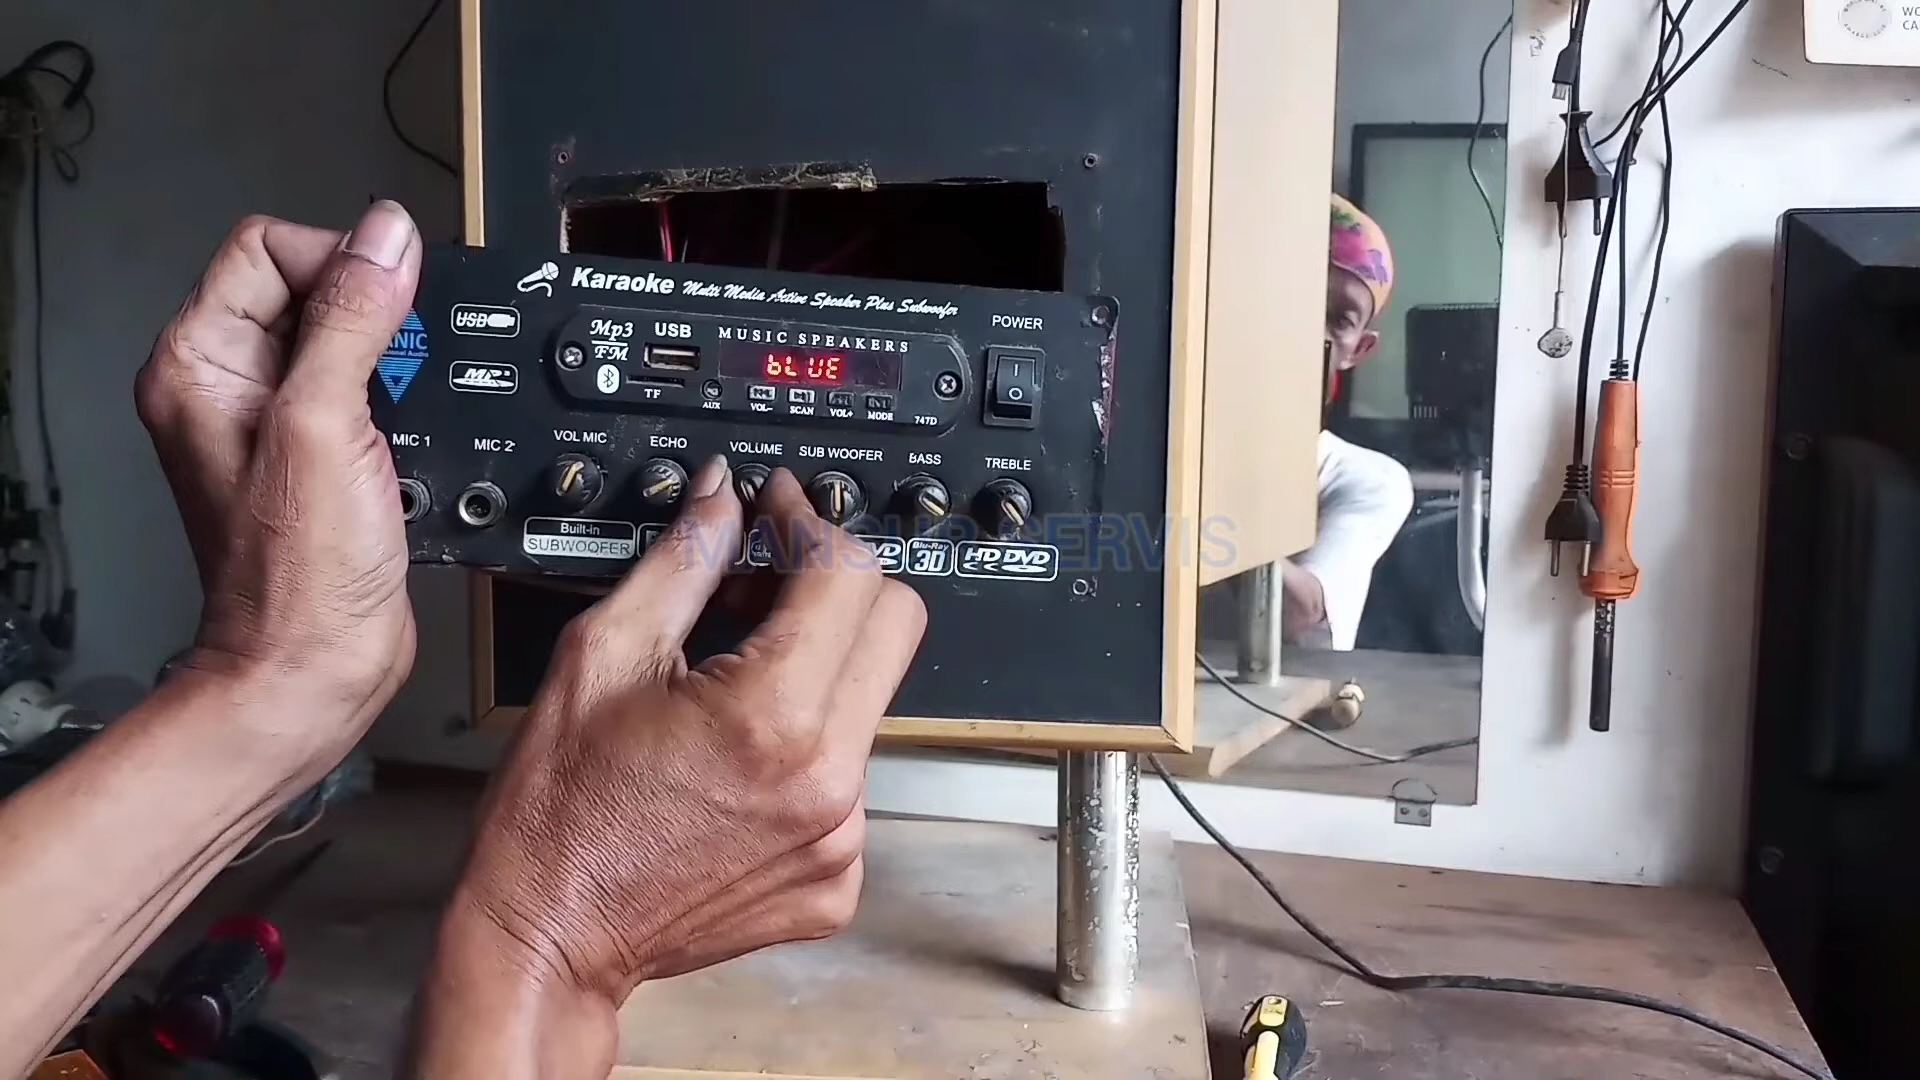 Karaoke Multi Media Active Speaker Plus Subwoofer
USB
Mp3
FM
USB
MUSIC SPEAKERS
POWER
bLUE
TF
AUX
VOL-
SCAN
VOL+
MODE
747D
MIC 1
MIC 2
VOL MIC
ECHO
VOLUME
SUB WOOFER
BASS
TREBLE
Built-in
SUBWOOFER
Blu-Ray
3D
HD DVD
MANSUR SERVIS